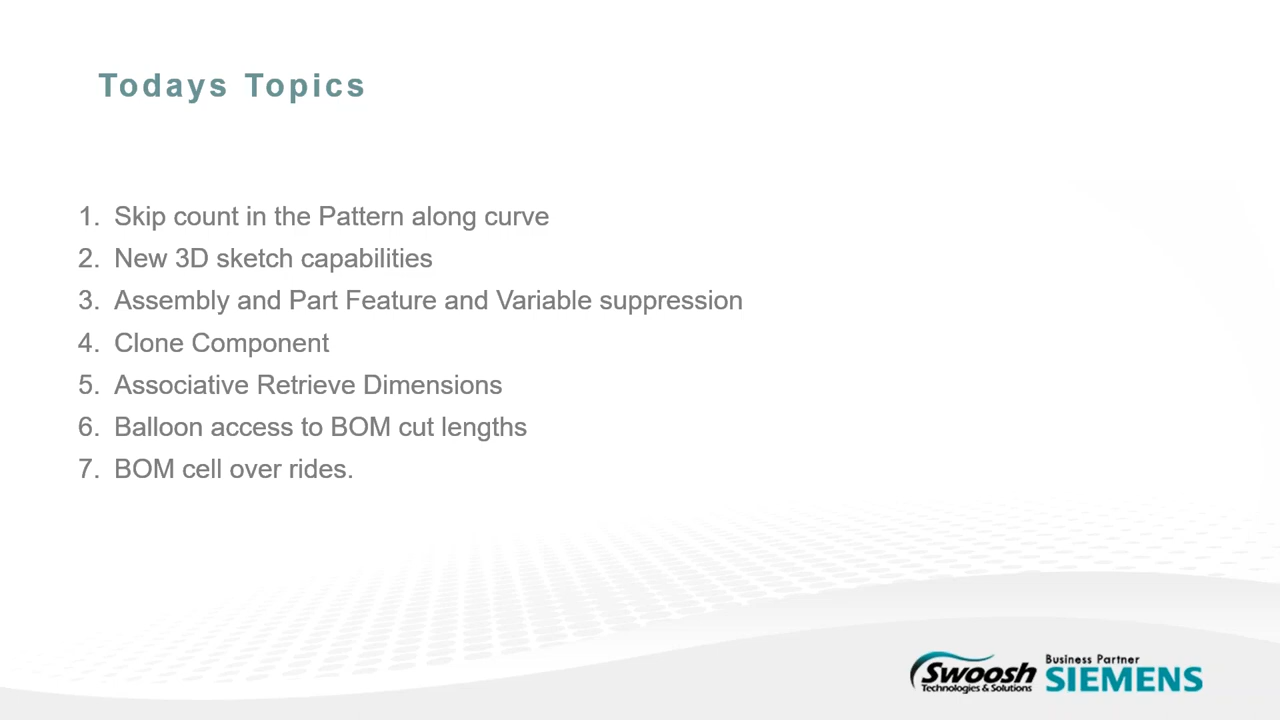 Todays Topics
1. Skip count in the Pattern along curve
2. New 3D sketch capabilities
3. Assembly and Part Feature and Variable suppression
4. Clone Component
5. Associative Retrieve Dimensions
6. Balloon access to BOM cut lengths
7. BOM cell over rides.
Swoosh
Technologies & Solutions
Business Partner
SIEMENS